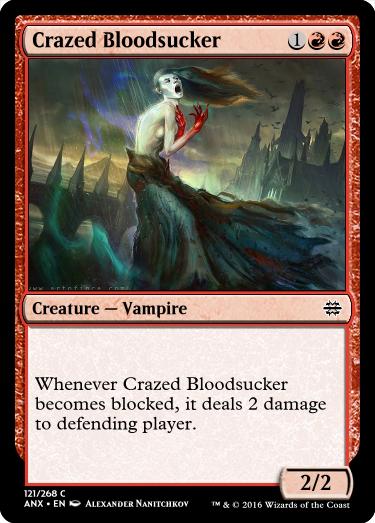 Crazed Bloodsucker 1
Creature — Vampire
Whenever Crazed Bloodsucker
becomes blocked, it deals 2 damage
to defending player.
2/2
121/268 C
ANX • EN ALEXANDER NANITCHKOV
™ & © 2016 Wizards of the Coast